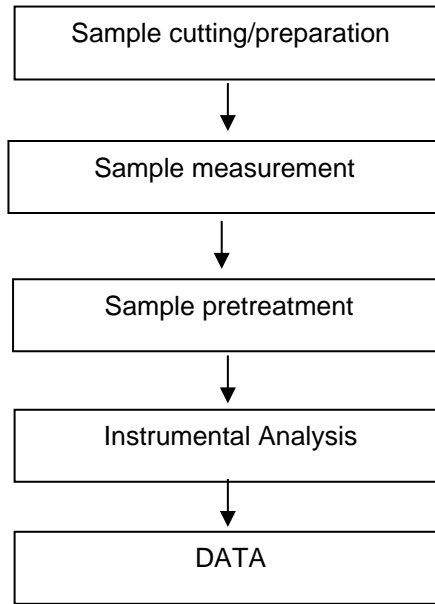 Sample cutting/preparation
Sample measurement
Sample pretreatment
Instrumental Analysis
DATA